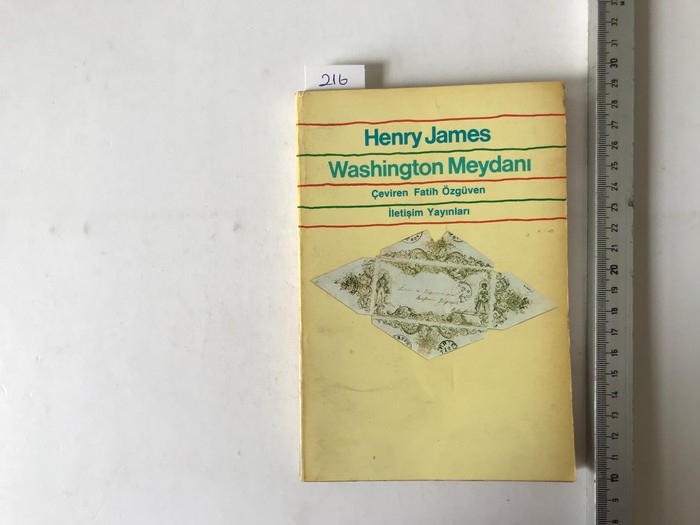 216
Henry James
Washington Meydanı
Çeviren Fatih Özgüven
İletişim Yayınları